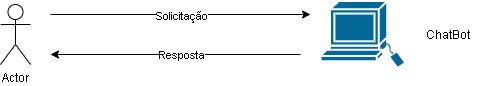 Solicitação
ChatBot
Resposta
Actor